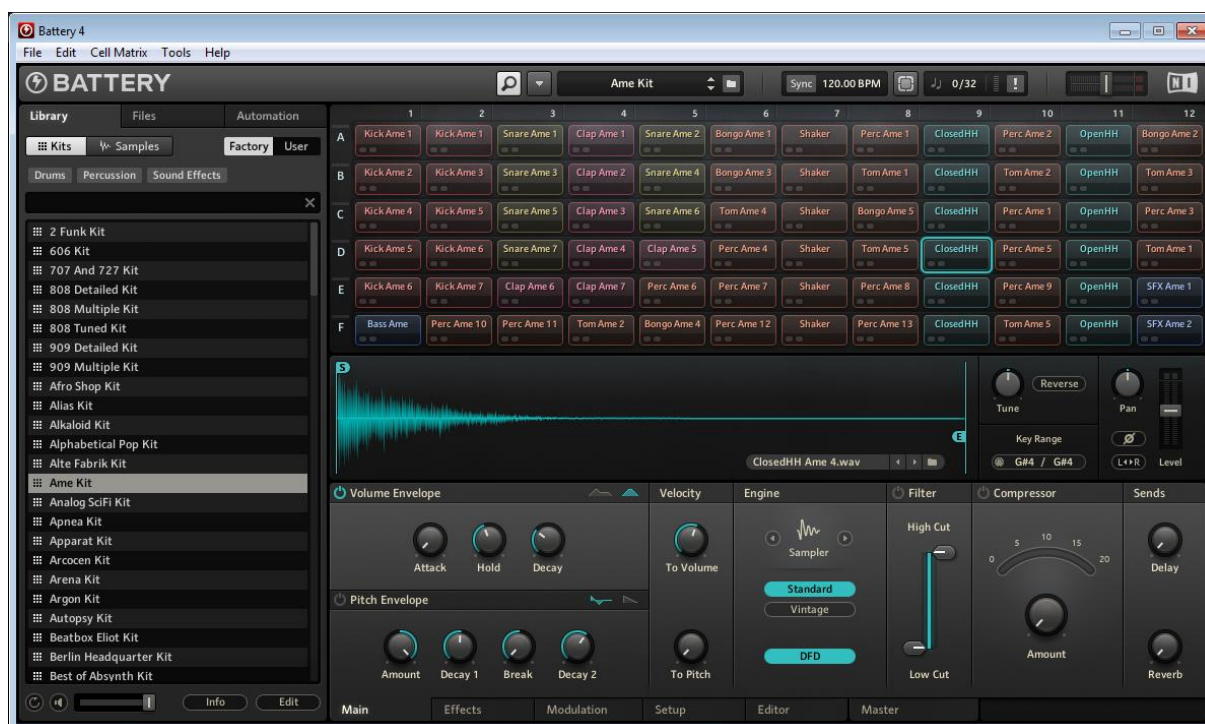 Battery 4
File Edit Cell Matrix Tools Help
BATTERY
Ame Kit
Sync 120.00 BPM
0/32
!
NI
Library Files Automation
Kits Samples Factory User
Drums Percussion Sound Effects
2 Funk Kit
606 Kit
707 And 727 Kit
808 Detailed Kit
808 Multiple Kit
808 Tuned Kit
909 Detailed Kit
909 Multiple Kit
Afro Shop Kit
Alias Kit
Alkaloid Kit
Alphabetical Pop Kit
Alte Fabrik Kit
Ame Kit
Analog SciFi Kit
Apnea Kit
Apparat Kit
Arcocen Kit
Arena Kit
Argon Kit
Autopsy Kit
Beatbox Eliot Kit
Berlin Headquarter Kit
Best of Absynth Kit
Info Edit
1 2 3 4 5 6 7 8 9 10 11 12
A Kick Ame 1 Kick Ame 1 Snare Ame 1 Clap Ame 1 Snare Ame 2 Bongo Ame 1 Shaker Perc Ame 1 ClosedHH Perc Ame 2 OpenHH Bongo Ame 2
B Kick Ame 2 Kick Ame 3 Snare Ame 3 Clap Ame 2 Snare Ame 4 Bongo Ame 3 Shaker Tom Ame 1 ClosedHH Tom Ame 2 OpenHH Tom Ame 3
C Kick Ame 4 Kick Ame 5 Snare Ame 5 Clap Ame 3 Snare Ame 6 Tom Ame 4 Shaker Bongo Ame 5 ClosedHH Perc Ame 1 OpenHH Perc Ame 3
D Kick Ame 5 Kick Ame 6 Snare Ame 7 Clap Ame 4 Clap Ame 5 Perc Ame 4 Shaker Tom Ame 5 ClosedHH Perc Ame 5 OpenHH Tom Ame 1
E Kick Ame 6 Kick Ame 7 Clap Ame 6 Clap Ame 7 Perc Ame 6 Perc Ame 7 Shaker Perc Ame 8 ClosedHH Perc Ame 9 OpenHH SFX Ame 1
F Bass Ame Perc Ame 10 Perc Ame 11 Tom Ame 2 Bongo Ame 4 Perc Ame 12 Shaker Perc Ame 13 ClosedHH Tom Ame 5 OpenHH SFX Ame 2
S
E
ClosedHH Ame 4.wav
Tune Reverse Pan
Key Range
G#4 / G#4 L R Level
Volume Envelope
Attack Hold Decay
Pitch Envelope
Amount Decay 1 Break Decay 2
Velocity
To Volume
To Pitch
Engine
Sampler
Standard
Vintage
DFD
Filter
High Cut
Low Cut
Compressor
0 5 10 15 20
Amount
Sends
Delay
Reverb
Main Effects Modulation Setup Editor Master